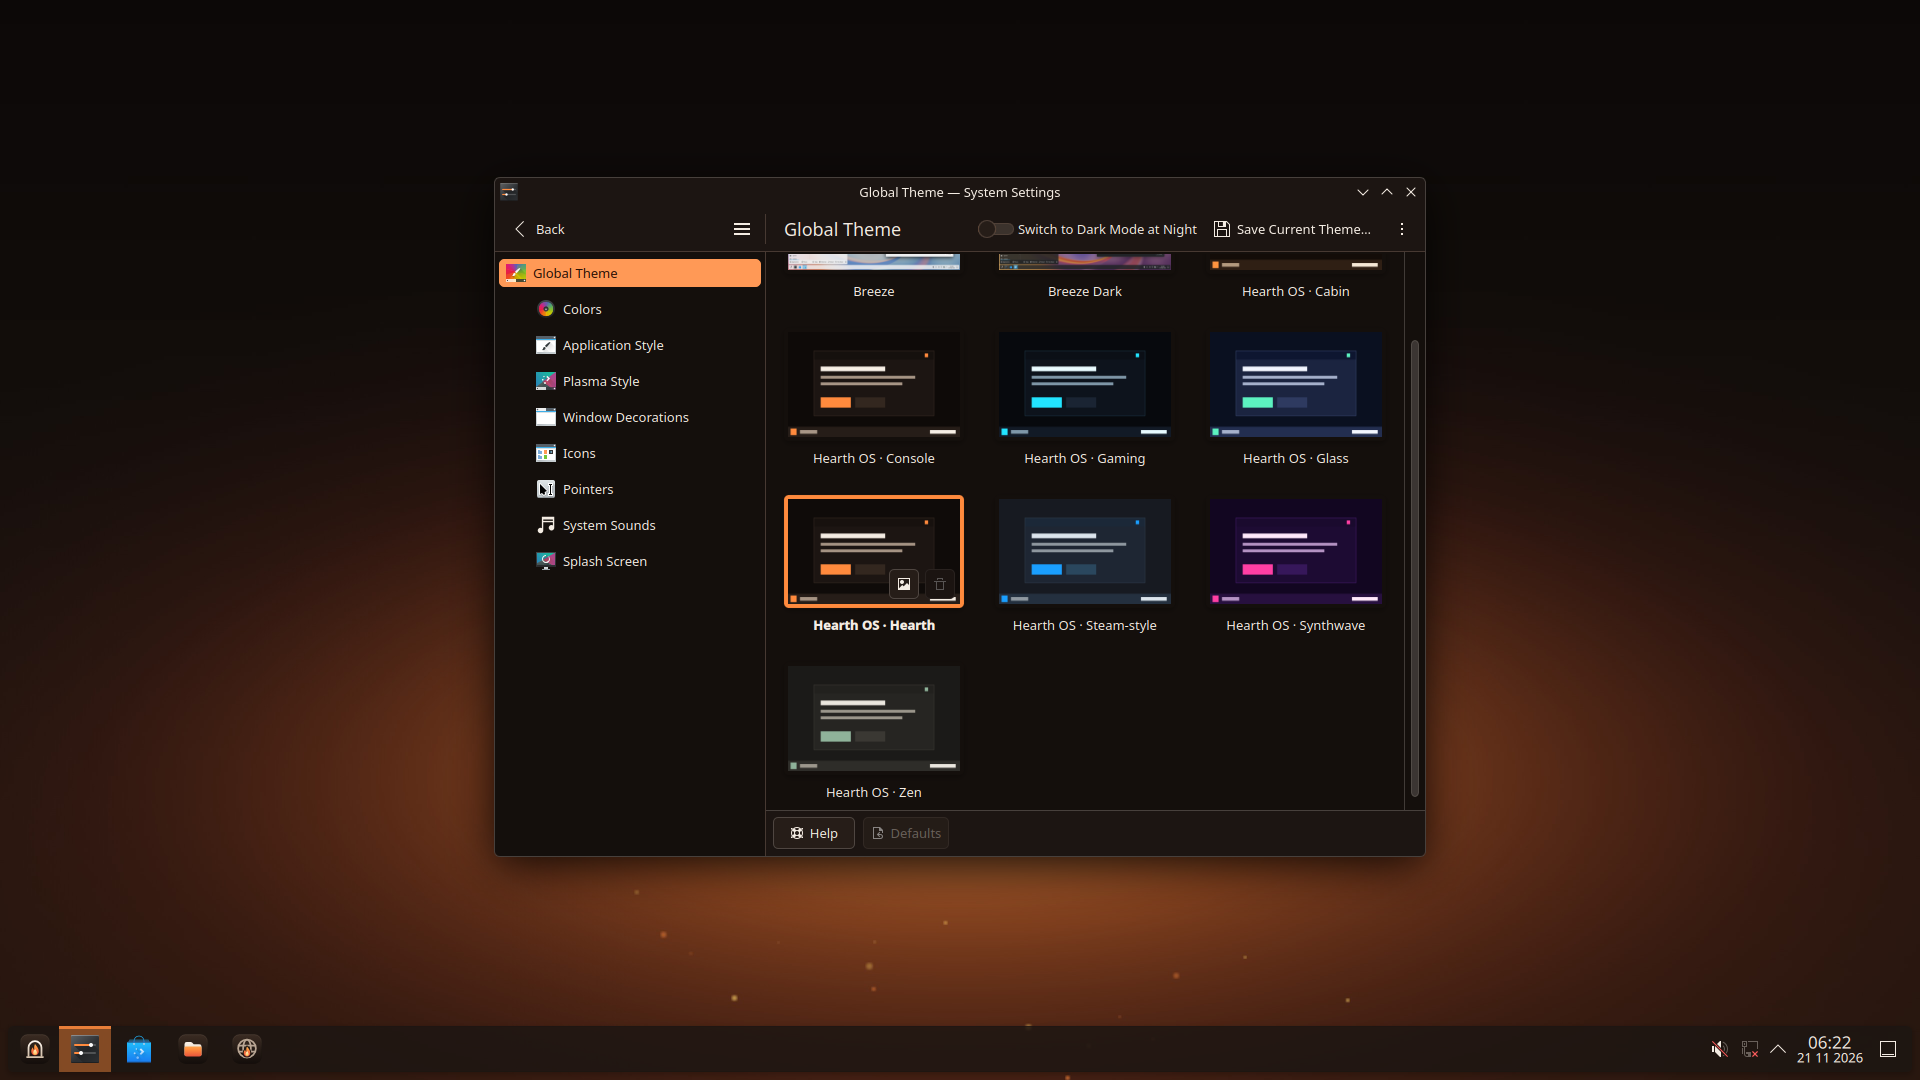 Global Theme — System Settings
Back
Global Theme
Switch to Dark Mode at Night
Save Current Theme...
Global Theme
Colors
Application Style
Plasma Style
Window Decorations
Icons
Pointers
System Sounds
Splash Screen
Breeze
Breeze Dark
Hearth OS · Cabin
Hearth OS · Console
Hearth OS · Gaming
Hearth OS · Glass
Hearth OS · Hearth
Hearth OS · Steam-style
Hearth OS · Synthwave
Hearth OS · Zen
Help
Defaults
06:22
21 11 2026